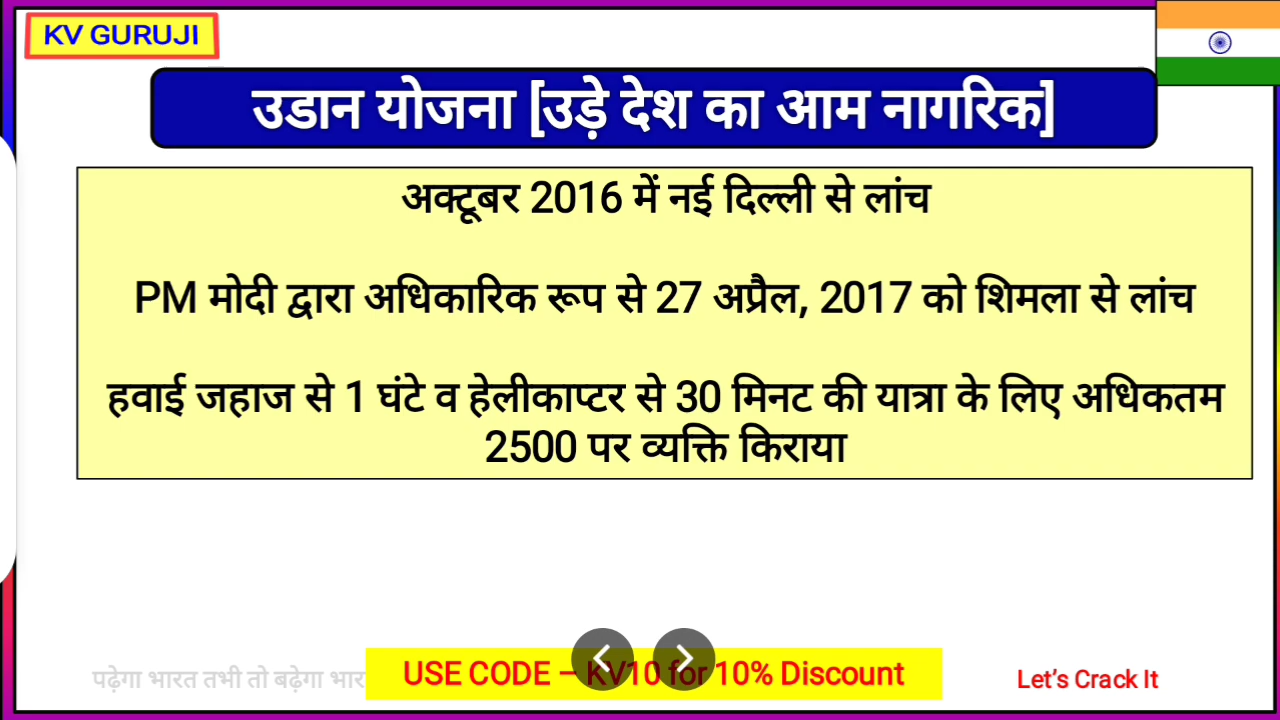 KV GURUJI
उडान योजना [उड़े देश का आम नागरिक]
अक्टूबर 2016 में नई दिल्ली से लांच
PM मोदी द्वारा अधिकारिक रूप से 27 अप्रैल, 2017 को शिमला से लांच
हवाई जहाज से 1 घंटे व हेलीकाप्टर से 30 मिनट की यात्रा के लिए अधिकतम
2500 पर व्यक्ति किराया
पढ़ेगा भारत तभी तो बढ़ेगा भार
USE CODE – KV10 for 10% Discount
Let’s Crack It